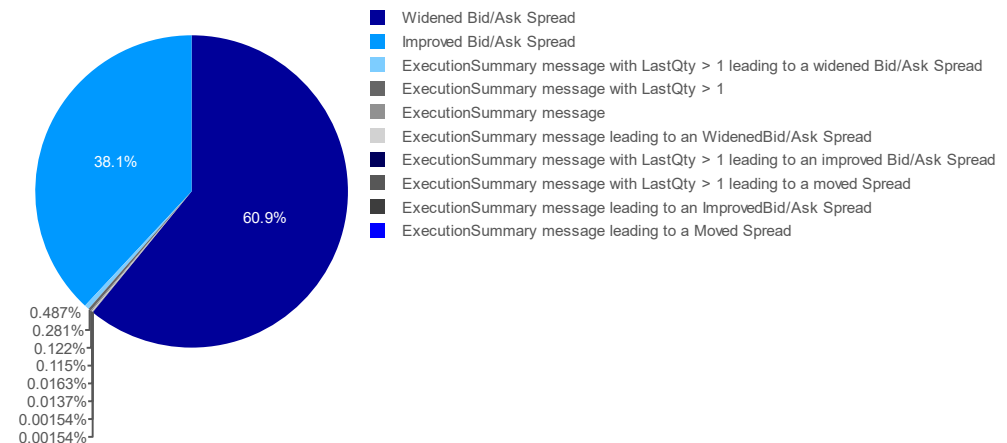 Widened Bid/Ask Spread
Improved Bid/Ask Spread
ExecutionSummary message with LastQty > 1 leading to a widened Bid/Ask Spread
ExecutionSummary message with LastQty > 1
ExecutionSummary message
ExecutionSummary message leading to an WidenedBid/Ask Spread
ExecutionSummary message with LastQty > 1 leading to an improved Bid/Ask Spread
ExecutionSummary message with LastQty > 1 leading to a moved Spread
ExecutionSummary message leading to an ImprovedBid/Ask Spread
ExecutionSummary message leading to a Moved Spread
38.1%
60.9%
0.487%
0.281%
0.122%
0.115%
0.0163%
0.0137%
0.00154%
0.00154%